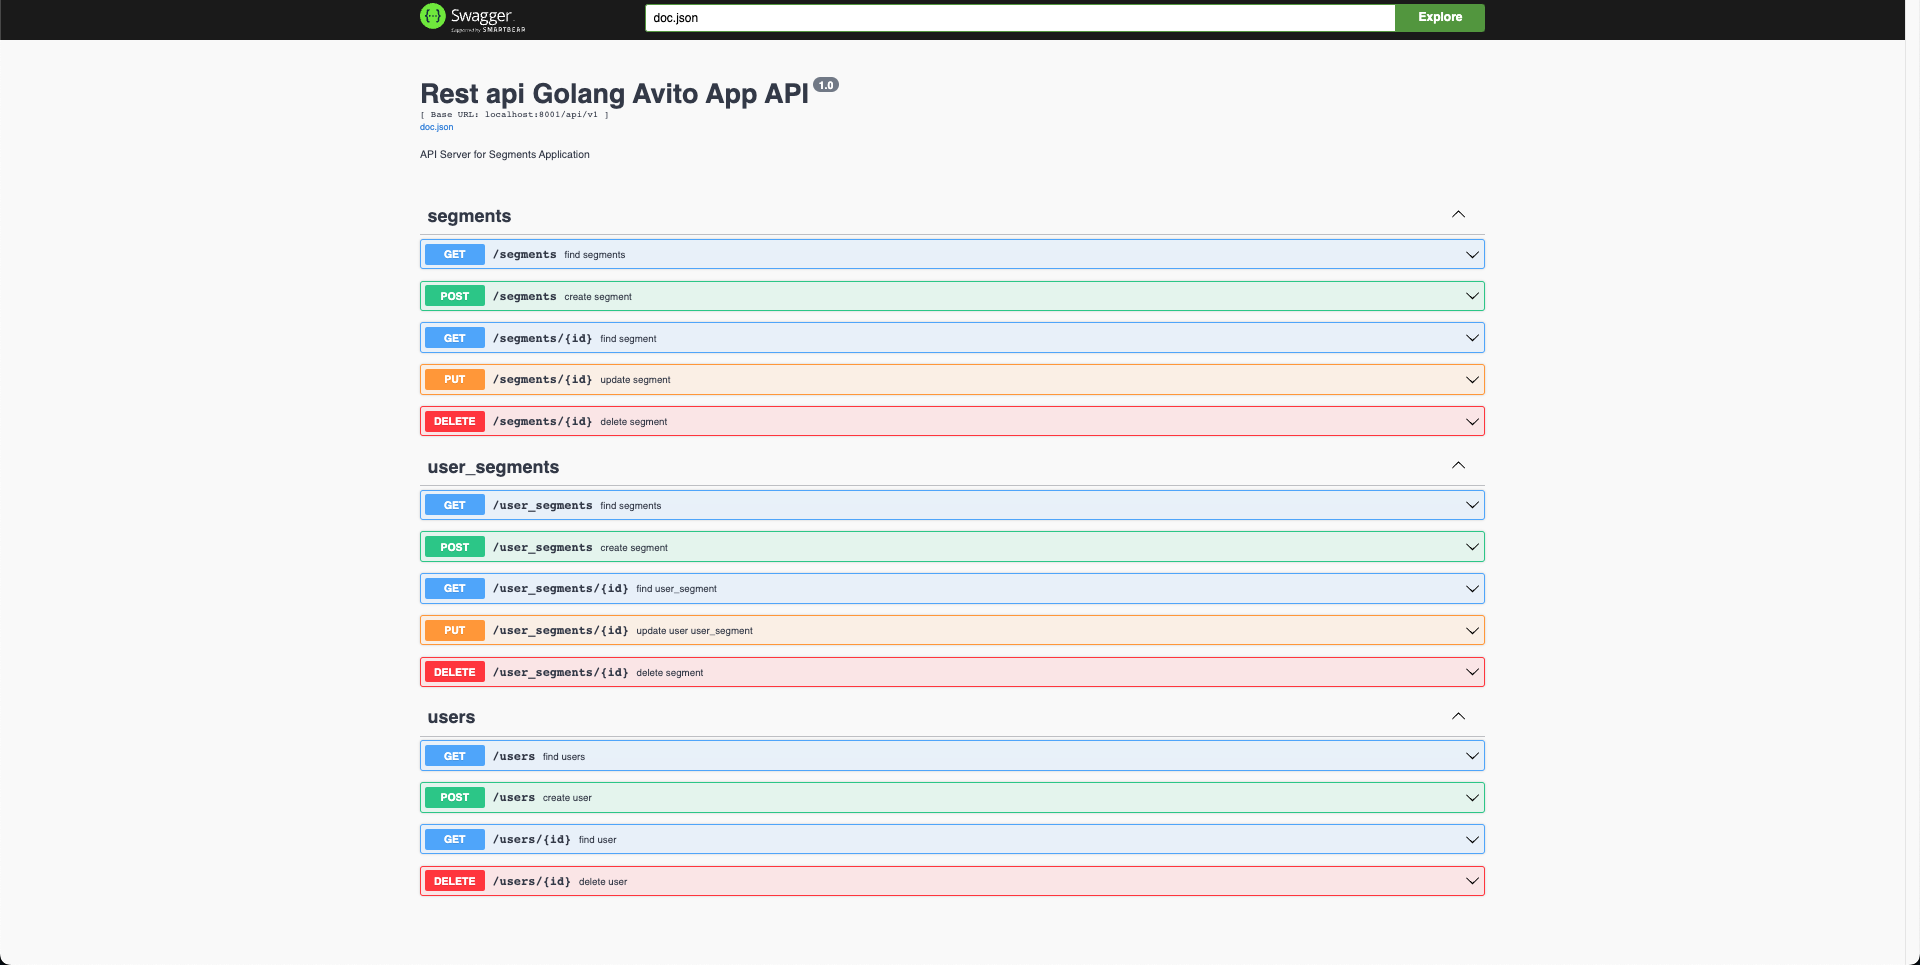 Swagger.
Supported by SMARTBEAR
doc.json
Explore
Rest api Golang Avito App API 1.0
[ Base URL: localhost:8001/api/v1 ]
doc.json
API Server for Segments Application
segments
GET /segments find segments
POST /segments create segment
GET /segments/{id} find segment
PUT /segments/{id} update segment
DELETE /segments/{id} delete segment
user_segments
GET /user_segments find segments
POST /user_segments create segment
GET /user_segments/{id} find user_segment
PUT /user_segments/{id} update user user_segment
DELETE /user_segments/{id} delete segment
users
GET /users find users
POST /users create user
GET /users/{id} find user
DELETE /users/{id} delete user